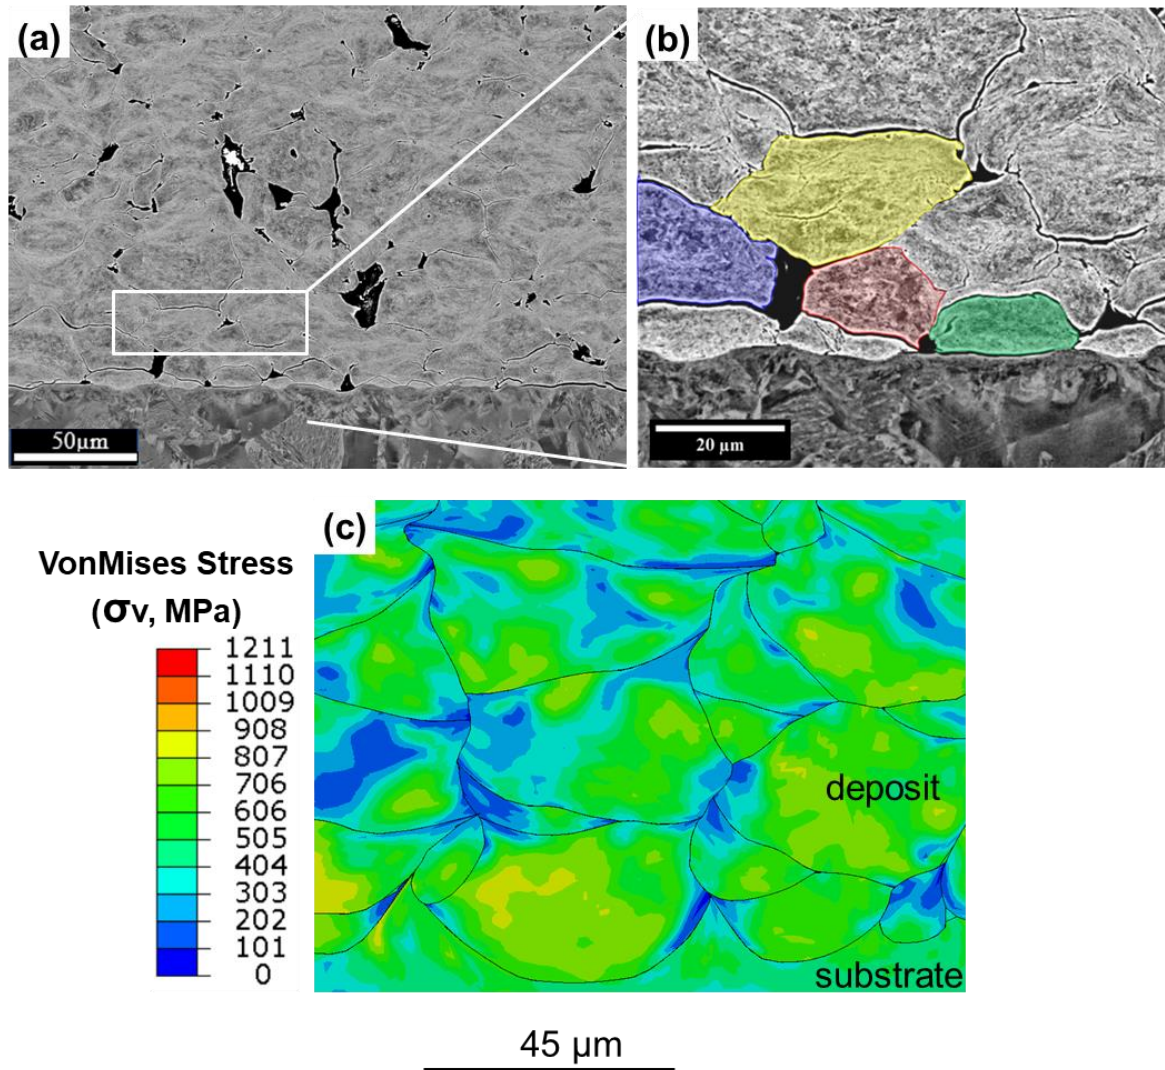 (a)
50µm
(b)
20 µm
(c)
VonMises Stress
(σv, MPa)
1211
1110
1009
908
807
706
606
505
404
303
202
101
0
deposit
substrate
45 µm